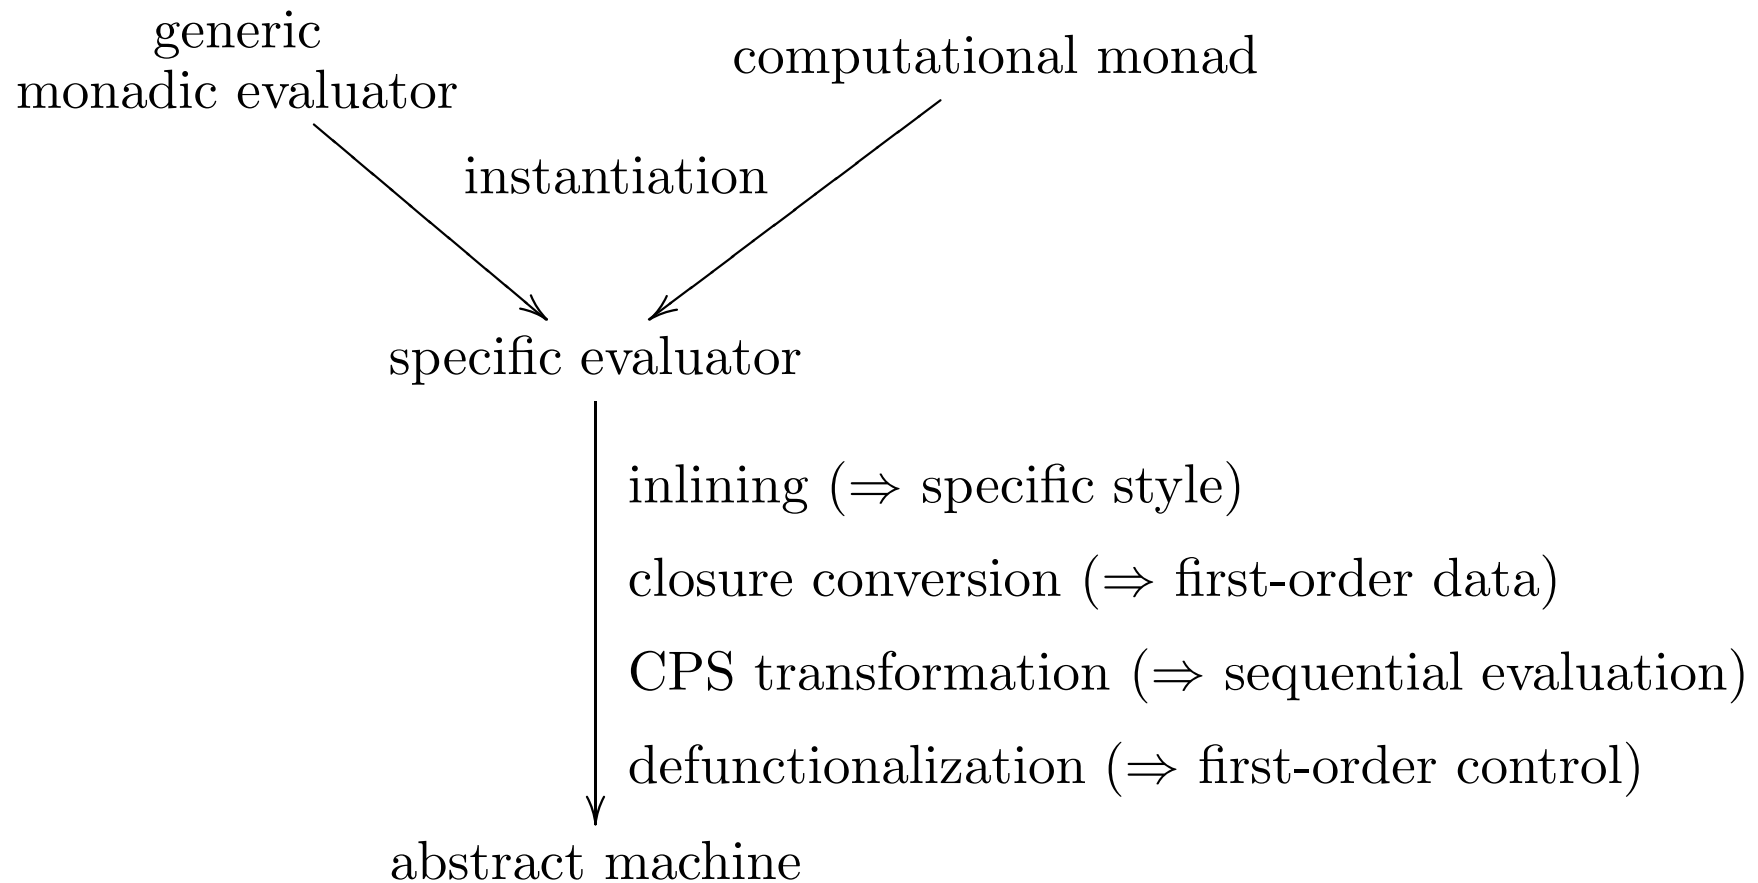 generic
monadic evaluator
computational monad
instantiation
specific evaluator
inlining (⇒ specific style)
closure conversion (⇒ first-order data)
CPS transformation (⇒ sequential evaluation)
defunctionalization (⇒ first-order control)
abstract machine